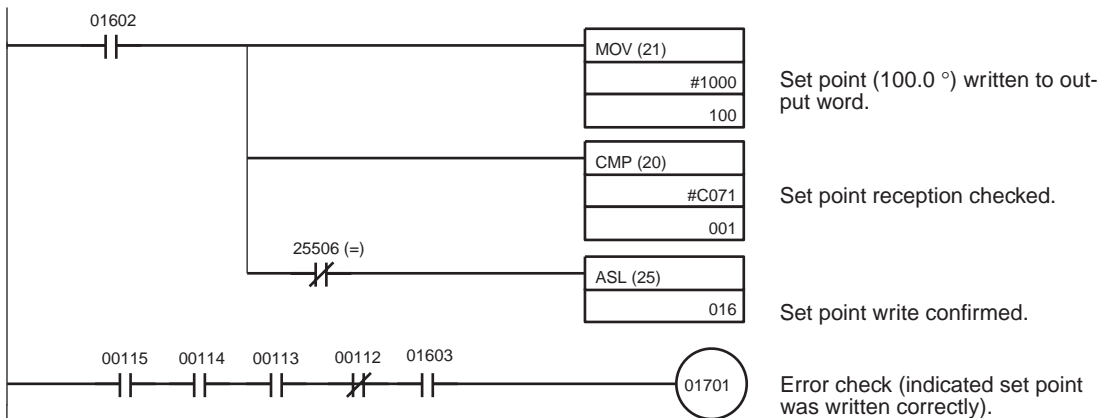 01602
MOV (21)
#1000
100
Set point (100.0 °) written to out-
put word.
CMP (20)
#C071
001
Set point reception checked.
25506 (=)
ASL (25)
016
Set point write confirmed.
00115 00114 00113 00112 01603
01701
Error check (indicated set point
was written correctly).